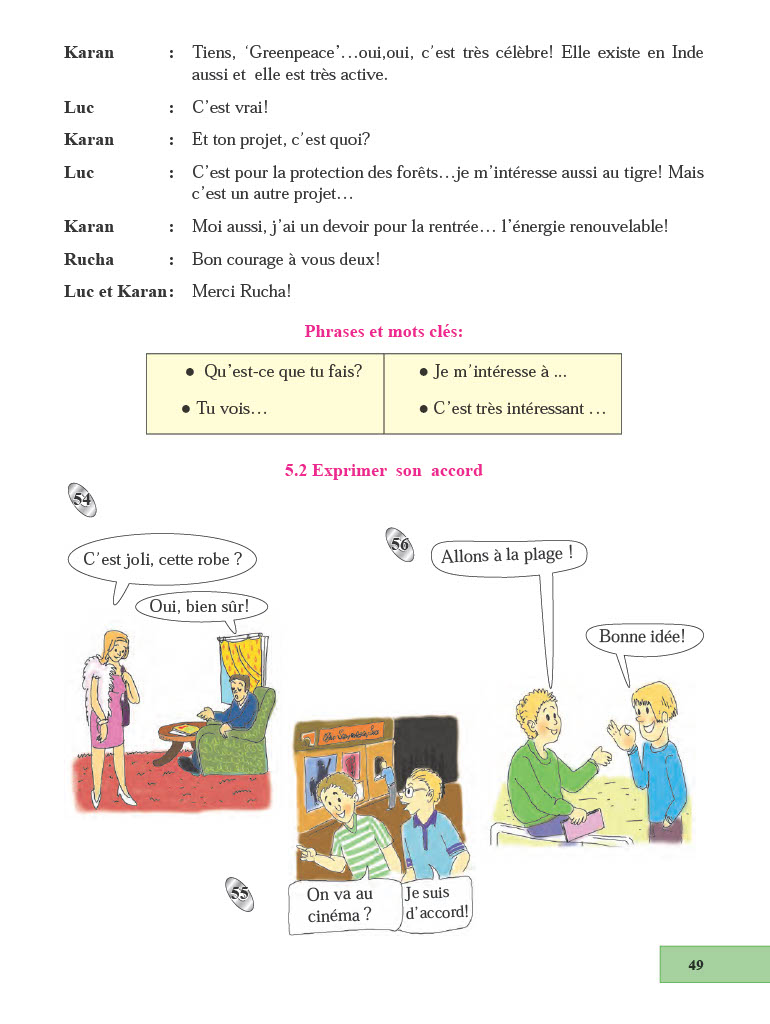 Karan : Tiens, ‘Greenpeace’…oui,oui, c’est très célèbre! Elle existe en Inde
aussi et elle est très active.
Luc : C’est vrai!
Karan : Et ton projet, c’est quoi?
Luc : C’est pour la protection des forêts…je m’intéresse aussi au tigre! Mais
c’est un autre projet…
Karan : Moi aussi, j’ai un devoir pour la rentrée… l’énergie renouvelable!
Rucha : Bon courage à vous deux!
Luc et Karan : Merci Rucha!
Phrases et mots clés:
● Qu’est-ce que tu fais?
● Je m’intéresse à ...
● Tu vois…
● C’est très intéressant …
5.2 Exprimer son accord
54
C’est joli, cette robe ?
Oui, bien sûr!
56
Allons à la plage !
Bonne idée!
55
On va au
cinéma ?
Je suis
d’accord!
49